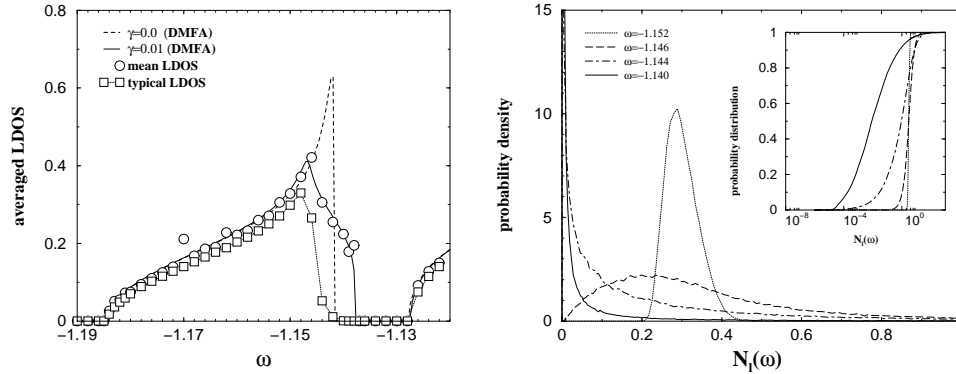 γ=0.0 (DMFA)
γ=0.01 (DMFA)
mean LDOS
typical LDOS
averaged LDOS
0.8
0.6
0.4
0.2
0
−1.19 −1.17 −1.15 −1.13
ω
ω=−1.152
ω=−1.146
ω=−1.144
ω=−1.140
probability density
15
10
5
0
0 0.2 0.4 0.6 0.8
N_l(ω)
probability distribution
1
0.8
0.6
0.4
0.2
0
10^−8 10^−4 10^0
N_l(ω)